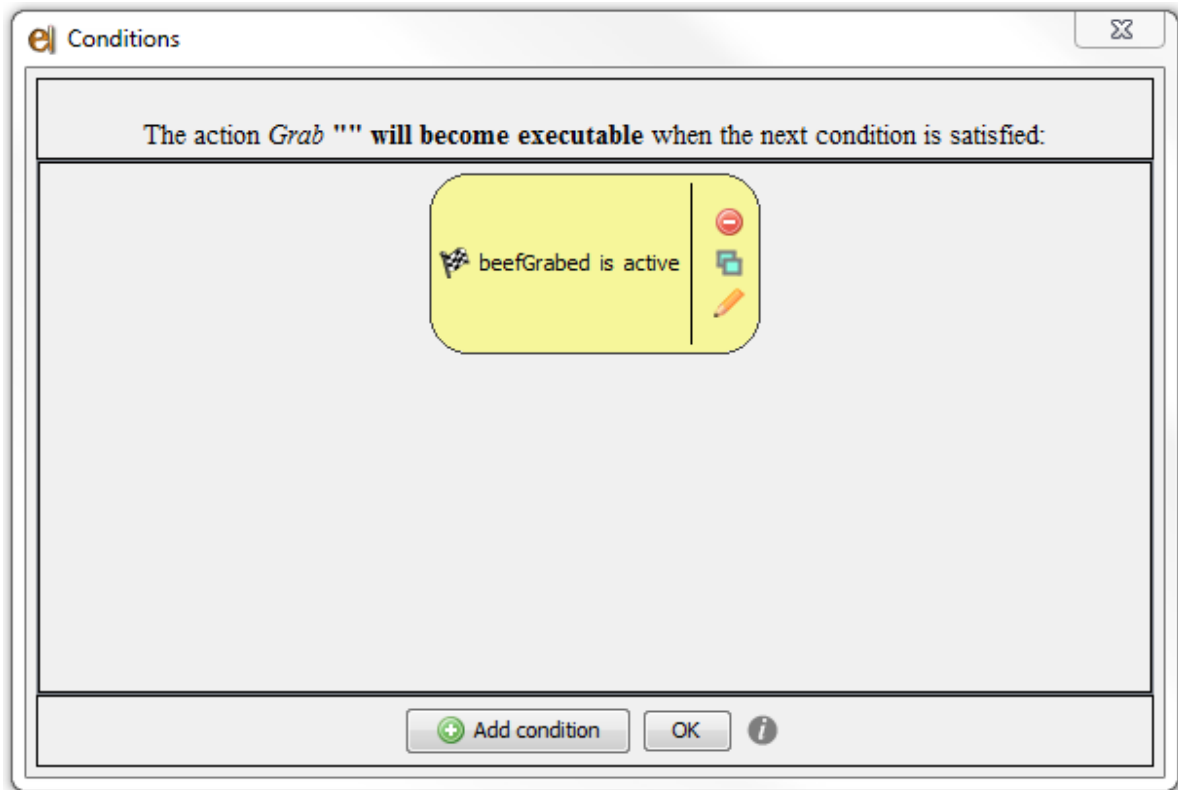 Conditions
The action Grab "" will become executable when the next condition is satisfied:
beefGrabed is active
Add condition
OK